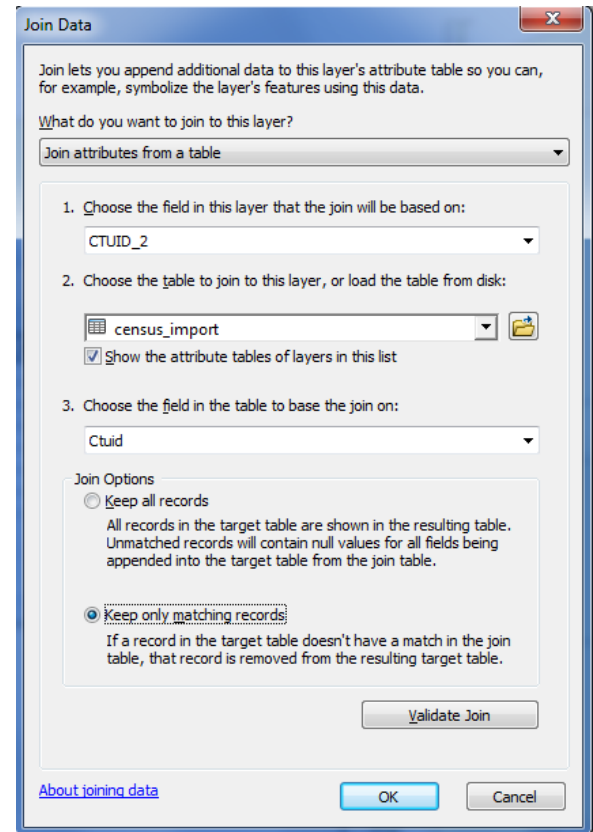 Join Data
Join lets you append additional data to this layer's attribute table so you can,
for example, symbolize the layer's features using this data.
What do you want to join to this layer?
Join attributes from a table
1. Choose the field in this layer that the join will be based on:
CTUID_2
2. Choose the table to join to this layer, or load the table from disk:
census_import
Show the attribute tables of layers in this list
3. Choose the field in the table to base the join on:
Ctuid
Join Options
Keep all records
All records in the target table are shown in the resulting table.
Unmatched records will contain null values for all fields being
appended into the target table from the join table.
Keep only matching records
If a record in the target table doesn't have a match in the join
table, that record is removed from the resulting target table.
Validate Join
About joining data
OK
Cancel